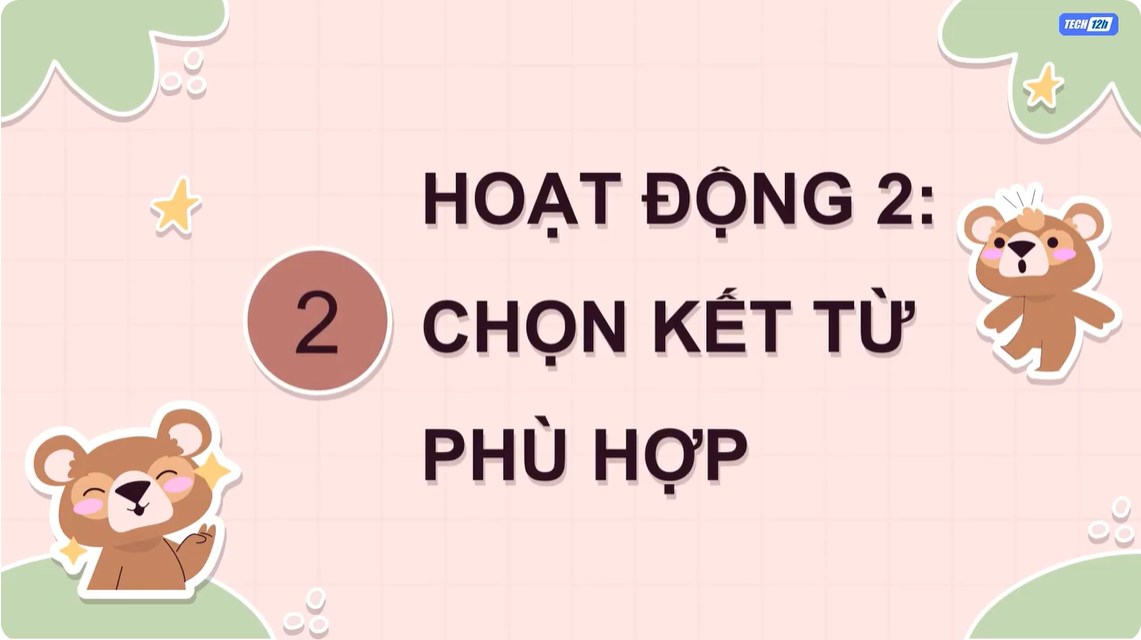 TECH 12h
HOẠT ĐỘNG 2:
2
CHỌN KẾT TỪ
PHÙ HỢP